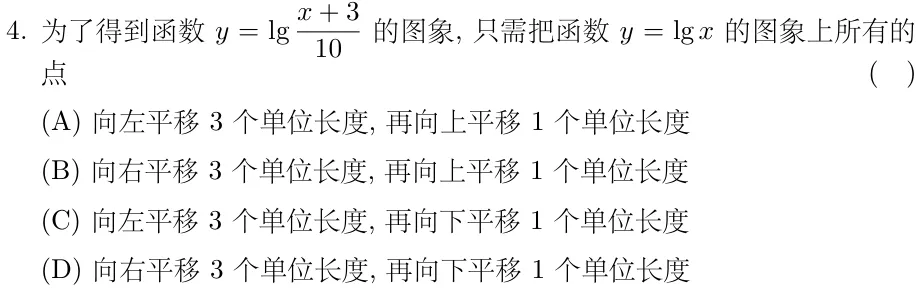 4. 为了得到函数 y = lg \frac{x + 3}{10} 的图象, 只需把函数 y = lg x 的图象上所有的
点 ( )
(A) 向左平移 3 个单位长度, 再向上平移 1 个单位长度
(B) 向右平移 3 个单位长度, 再向上平移 1 个单位长度
(C) 向左平移 3 个单位长度, 再向下平移 1 个单位长度
(D) 向右平移 3 个单位长度, 再向下平移 1 个单位长度